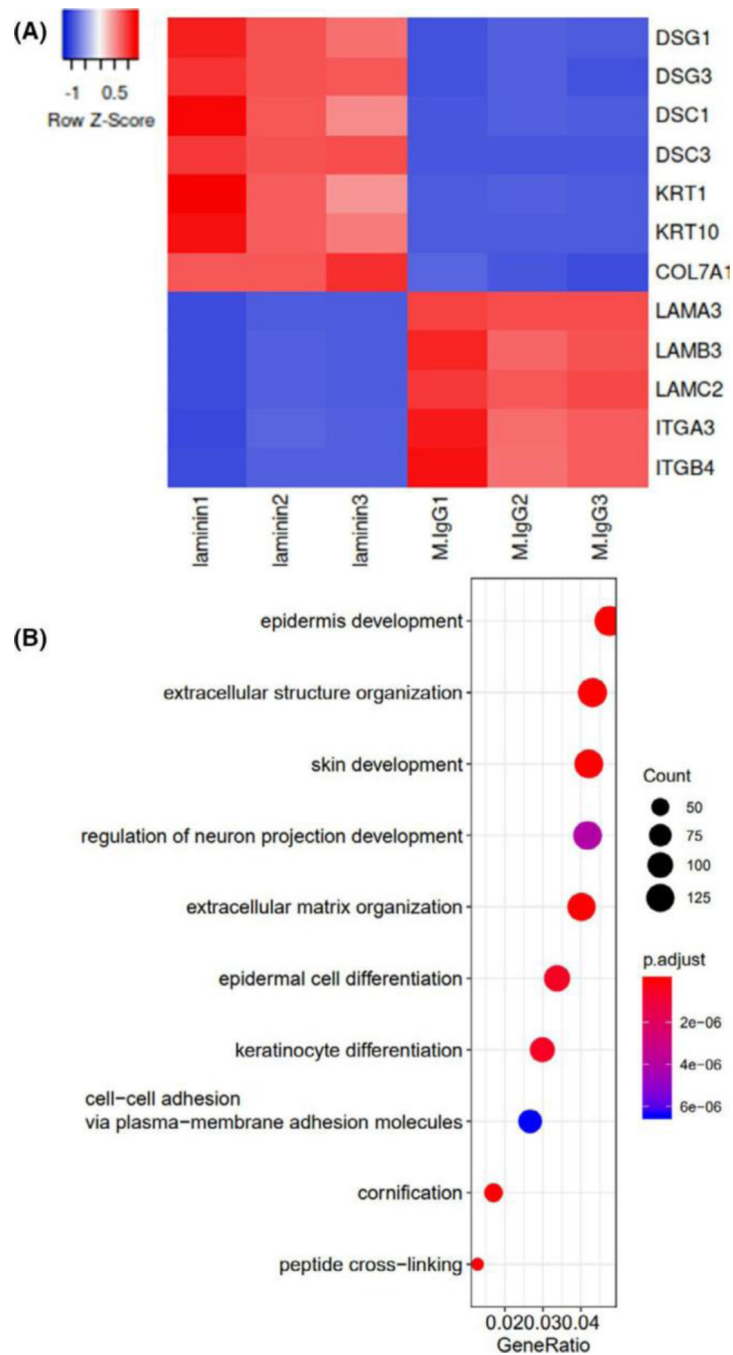 (A)
-1 0.5
Row Z-Score
DSG1
DSG3
DSC1
DSC3
KRT1
KRT10
COL7A1
LAMA3
LAMB3
LAMC2
ITGA3
ITGB4
laminin1
laminin2
laminin3
M.IgG1
M.IgG2
M.IgG3
(B)
epidermis development
extracellular structure organization
skin development
regulation of neuron projection development
extracellular matrix organization
epidermal cell differentiation
keratinocyte differentiation
cell−cell adhesion
via plasma−membrane adhesion molecules
cornification
peptide cross−linking
0.020.030.04
GeneRatio
Count
50
75
100
125
p.adjust
2e−06
4e−06
6e−06